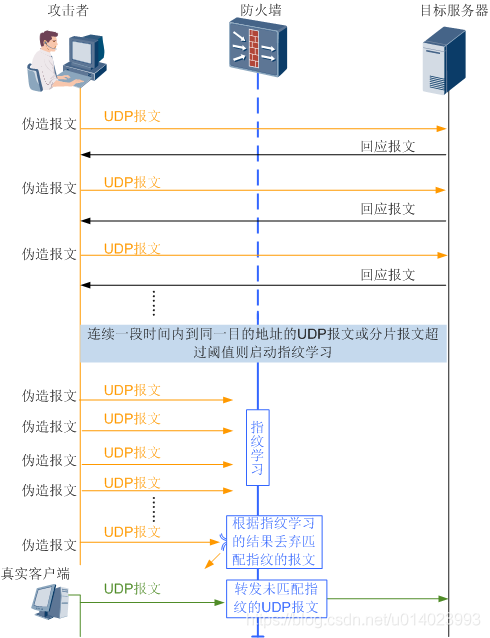 攻击者
防火墙
目标服务器
伪造报文
UDP报文
回应报文
伪造报文
UDP报文
回应报文
伪造报文
UDP报文
回应报文
连续一段时间内到同一目的地址的UDP报文或分片报文超
过阈值则启动指纹学习
伪造报文
UDP报文
伪造报文
UDP报文
伪造报文
UDP报文
伪造报文
UDP报文
指纹学习
伪造报文
UDP报文
根据指纹学习
的结果丢弃匹
配指纹的报文
真实客户端
UDP报文
转发未匹配指
纹的UDP报文
https://blog.csdn.net/u014023993